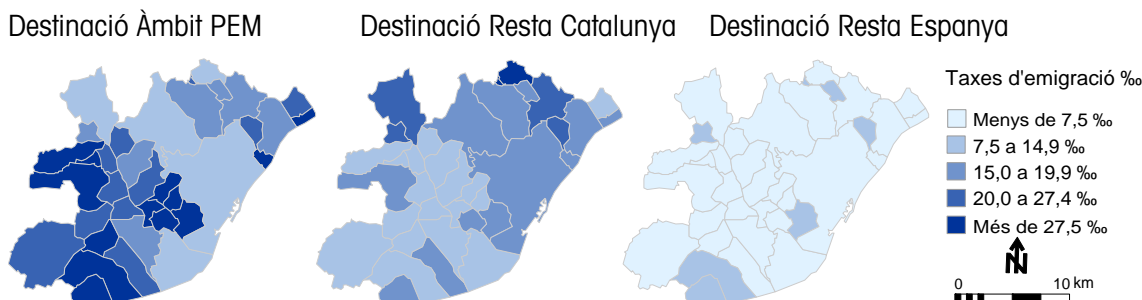 Destinació Àmbit PEM
Destinació Resta Catalunya
Destinació Resta Espanya
Taxes d'emigració ‰
Menys de 7,5 ‰
7,5 a 14,9 ‰
15,0 a 19,9 ‰
20,0 a 27,4 ‰
Més de 27,5 ‰
N
0 10 km